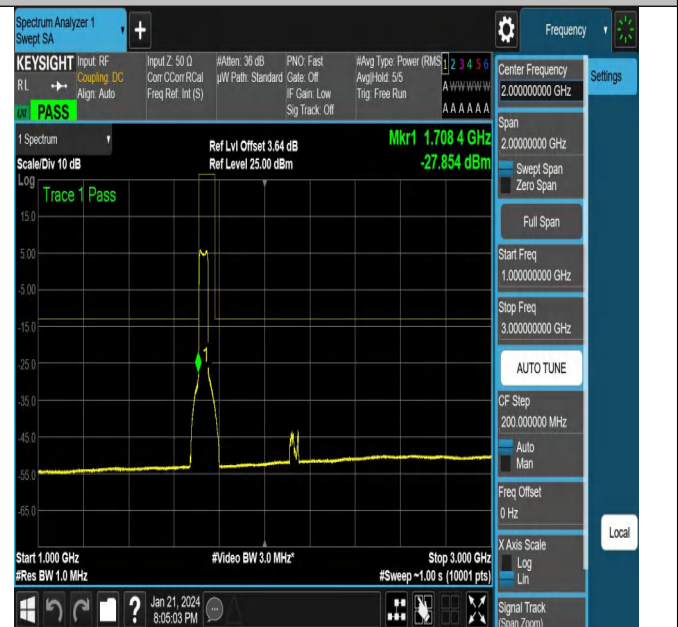 Spectrum Analyzer 1
Swept SA
+
Frequency
KEYSIGHT
RL
PASS
Input: RF
Coupling: DC
Align: Auto
Input Z: 50 Ω
Corr CCorr RCal
Freq Ref: Int (S)
#Atten: 36 dB
µW Path: Standard
PNO: Fast
Gate: Off
IF Gain: Low
Sig Track: Off
#Avg Type: Power (RMS
Avg|Hold: 5/5
Trig: Free Run
1 2 3 4 5 6
A W W W W W
A A A A A A
1 Spectrum
Scale/Div 10 dB
Log
Ref Lvl Offset 3.64 dB
Ref Level 25.00 dBm
Mkr1 1.708 4 GHz
-27.854 dBm
Trace 1 Pass
15.0
5.00
-5.00
-15.0
-25.0
-35.0
-45.0
-55.0
-65.0
1
Start 1.000 GHz
#Res BW 1.0 MHz
#Video BW 3.0 MHz*
Stop 3.000 GHz
#Sweep ~1.00 s (10001 pts)
Center Frequency
2.000000000 GHz
Settings
Span
2.00000000 GHz
Swept Span
Zero Span
Full Span
Start Freq
1.000000000 GHz
Stop Freq
3.000000000 GHz
AUTO TUNE
CF Step
200.000000 MHz
Auto
Man
Freq Offset
0 Hz
X Axis Scale
Log
Lin
Local
Signal Track
(Span Zoom)
?
Jan 21, 2024
8:05:03 PM